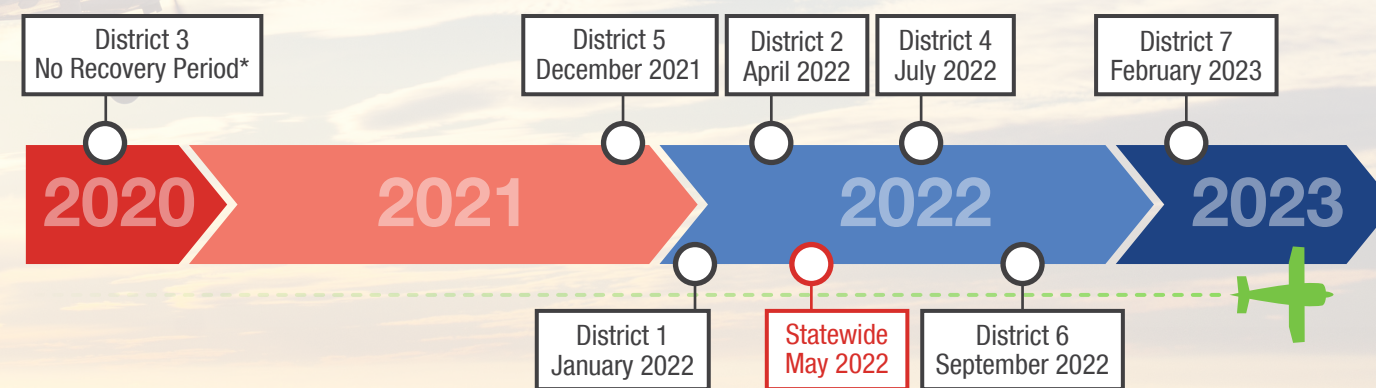 District 3
No Recovery Period*
District 5
December 2021
District 2
April 2022
District 4
July 2022
District 7
February 2023
2020
2021
2022
2023
District 1
January 2022
Statewide
May 2022
District 6
September 2022